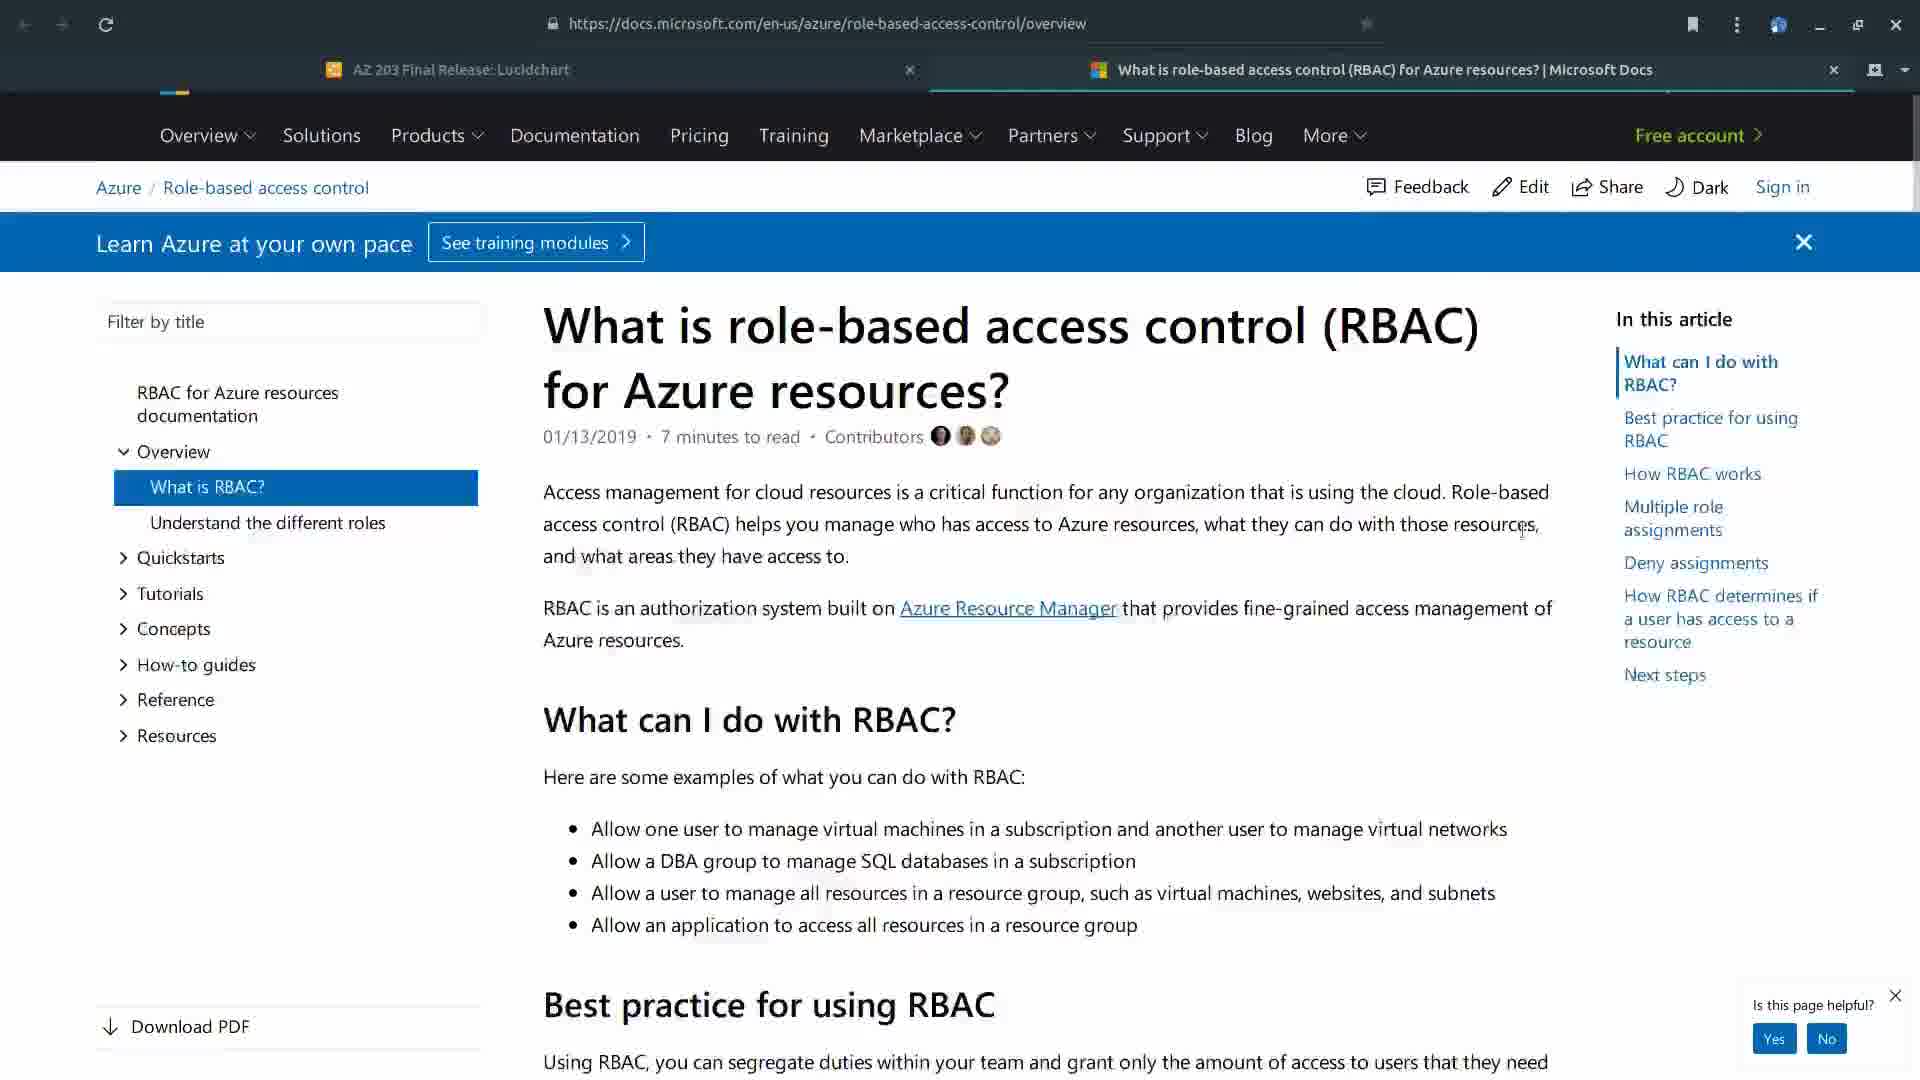 https://docs.microsoft.com/en-us/azure/role-based-access-control/overview
AZ 203 Final Release: Lucidchart
What is role-based access control (RBAC) for Azure resources? | Microsoft Docs
Overview Solutions Products Documentation Pricing Training Marketplace Partners Support Blog More Free account
Azure / Role-based access control
Feedback Edit Share Dark Sign in
Learn Azure at your own pace See training modules
Filter by title
RBAC for Azure resources
documentation
Overview
What is RBAC?
Understand the different roles
Quickstarts
Tutorials
Concepts
How-to guides
Reference
Resources
Download PDF
What is role-based access control (RBAC)
for Azure resources?
01/13/2019 • 7 minutes to read • Contributors
Access management for cloud resources is a critical function for any organization that is using the cloud. Role-based
access control (RBAC) helps you manage who has access to Azure resources, what they can do with those resources,
and what areas they have access to.
RBAC is an authorization system built on Azure Resource Manager that provides fine-grained access management of
Azure resources.
What can I do with RBAC?
Here are some examples of what you can do with RBAC:
• Allow one user to manage virtual machines in a subscription and another user to manage virtual networks
• Allow a DBA group to manage SQL databases in a subscription
• Allow a user to manage all resources in a resource group, such as virtual machines, websites, and subnets
• Allow an application to access all resources in a resource group
Best practice for using RBAC
Using RBAC, you can segregate duties within your team and grant only the amount of access to users that they need
In this article
What can I do with
RBAC?
Best practice for using
RBAC
How RBAC works
Multiple role
assignments
Deny assignments
How RBAC determines if
a user has access to a
resource
Next steps
Is this page helpful?
Yes No